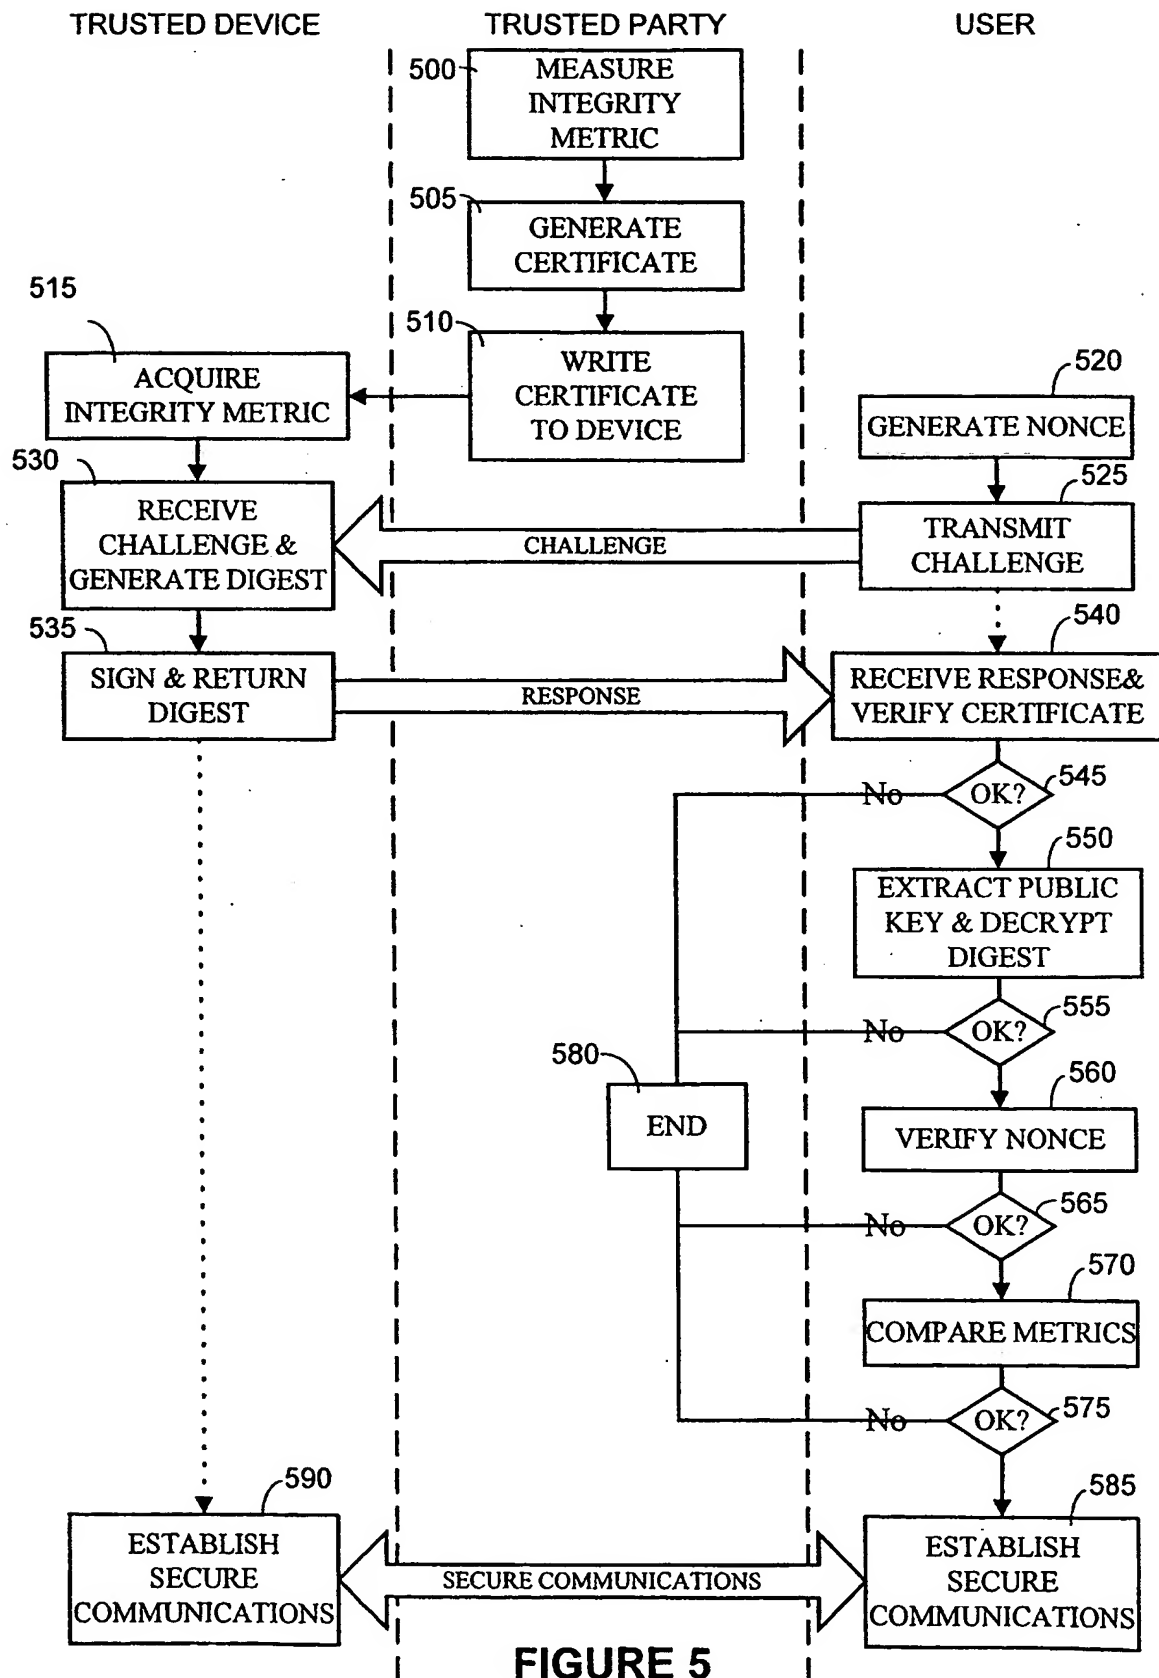 TRUSTED DEVICE
TRUSTED PARTY
USER
500
MEASURE
INTEGRITY
METRIC
505
GENERATE
CERTIFICATE
510
WRITE
CERTIFICATE
TO DEVICE
515
ACQUIRE
INTEGRITY METRIC
520
GENERATE NONCE
525
TRANSMIT
CHALLENGE
CHALLENGE
530
RECEIVE
CHALLENGE &
GENERATE DIGEST
535
SIGN & RETURN
DIGEST
RESPONSE
540
RECEIVE RESPONSE&
VERIFY CERTIFICATE
545
OK?
No
550
EXTRACT PUBLIC
KEY & DECRYPT
DIGEST
555
OK?
No
580
END
560
VERIFY NONCE
565
OK?
No
570
COMPARE METRICS
575
OK?
No
590
ESTABLISH
SECURE
COMMUNICATIONS
SECURE COMMUNICATIONS
585
ESTABLISH
SECURE
COMMUNICATIONS
FIGURE 5